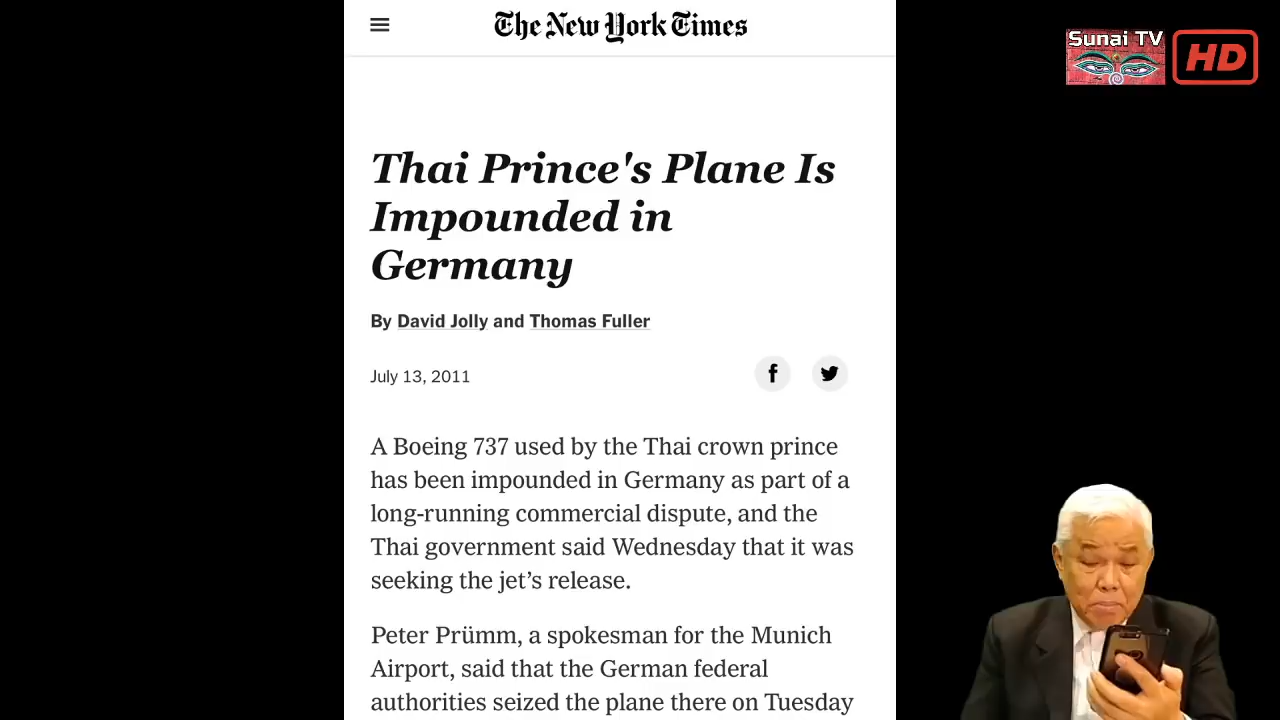 The New York Times
Sunai TV
HD
Thai Prince's Plane Is
Impounded in
Germany
By David Jolly and Thomas Fuller
July 13, 2011
A Boeing 737 used by the Thai crown prince
has been impounded in Germany as part of a
long-running commercial dispute, and the
Thai government said Wednesday that it was
seeking the jet’s release.
Peter Prümm, a spokesman for the Munich
Airport, said that the German federal
authorities seized the plane there on Tuesday